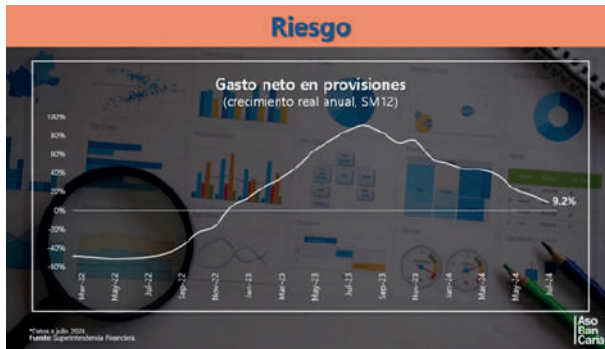 Riesgo
Gasto neto en provisiones
(crecimiento real anual, SM12)
100%
80%
60%
40%
20%
0%
-20%
-40%
-60%
9.2%
Mar-22
May-22
Jul-22
Sep-22
Nov-22
Jan-23
Mar-23
May-23
Jul-23
Sep-23
Nov-23
Jan-24
Mar-24
May-24
Jul-24
*Datos a julio 2024.
Fuente: Superintendencia Financiera.
Aso
Ban
Caria